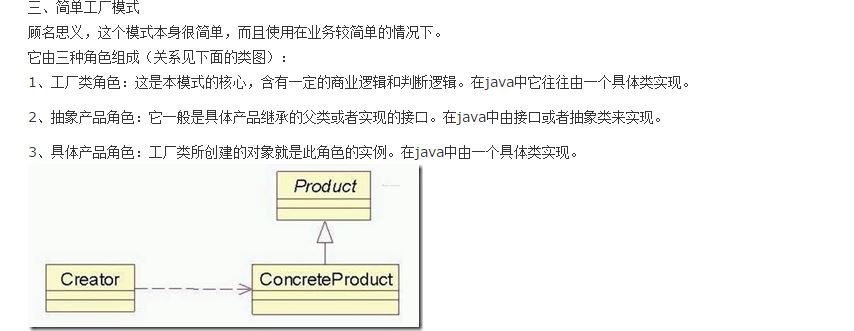 三、简单工厂模式
顾名思义，这个模式本身很简单，而且使用在业务较简单的情况下。
它由三种角色组成（关系见下面的类图）：
1、工厂类角色：这是本模式的核心，含有一定的商业逻辑和判断逻辑。在java中它往往由一个具体类实现。
2、抽象产品角色：它一般是具体产品继承的父类或者实现的接口。在java中由接口或者抽象类来实现。
3、具体产品角色：工厂类所创建的对象就是此角色的实例。在java中由一个具体类实现。
Product
Creator
ConcreteProduct